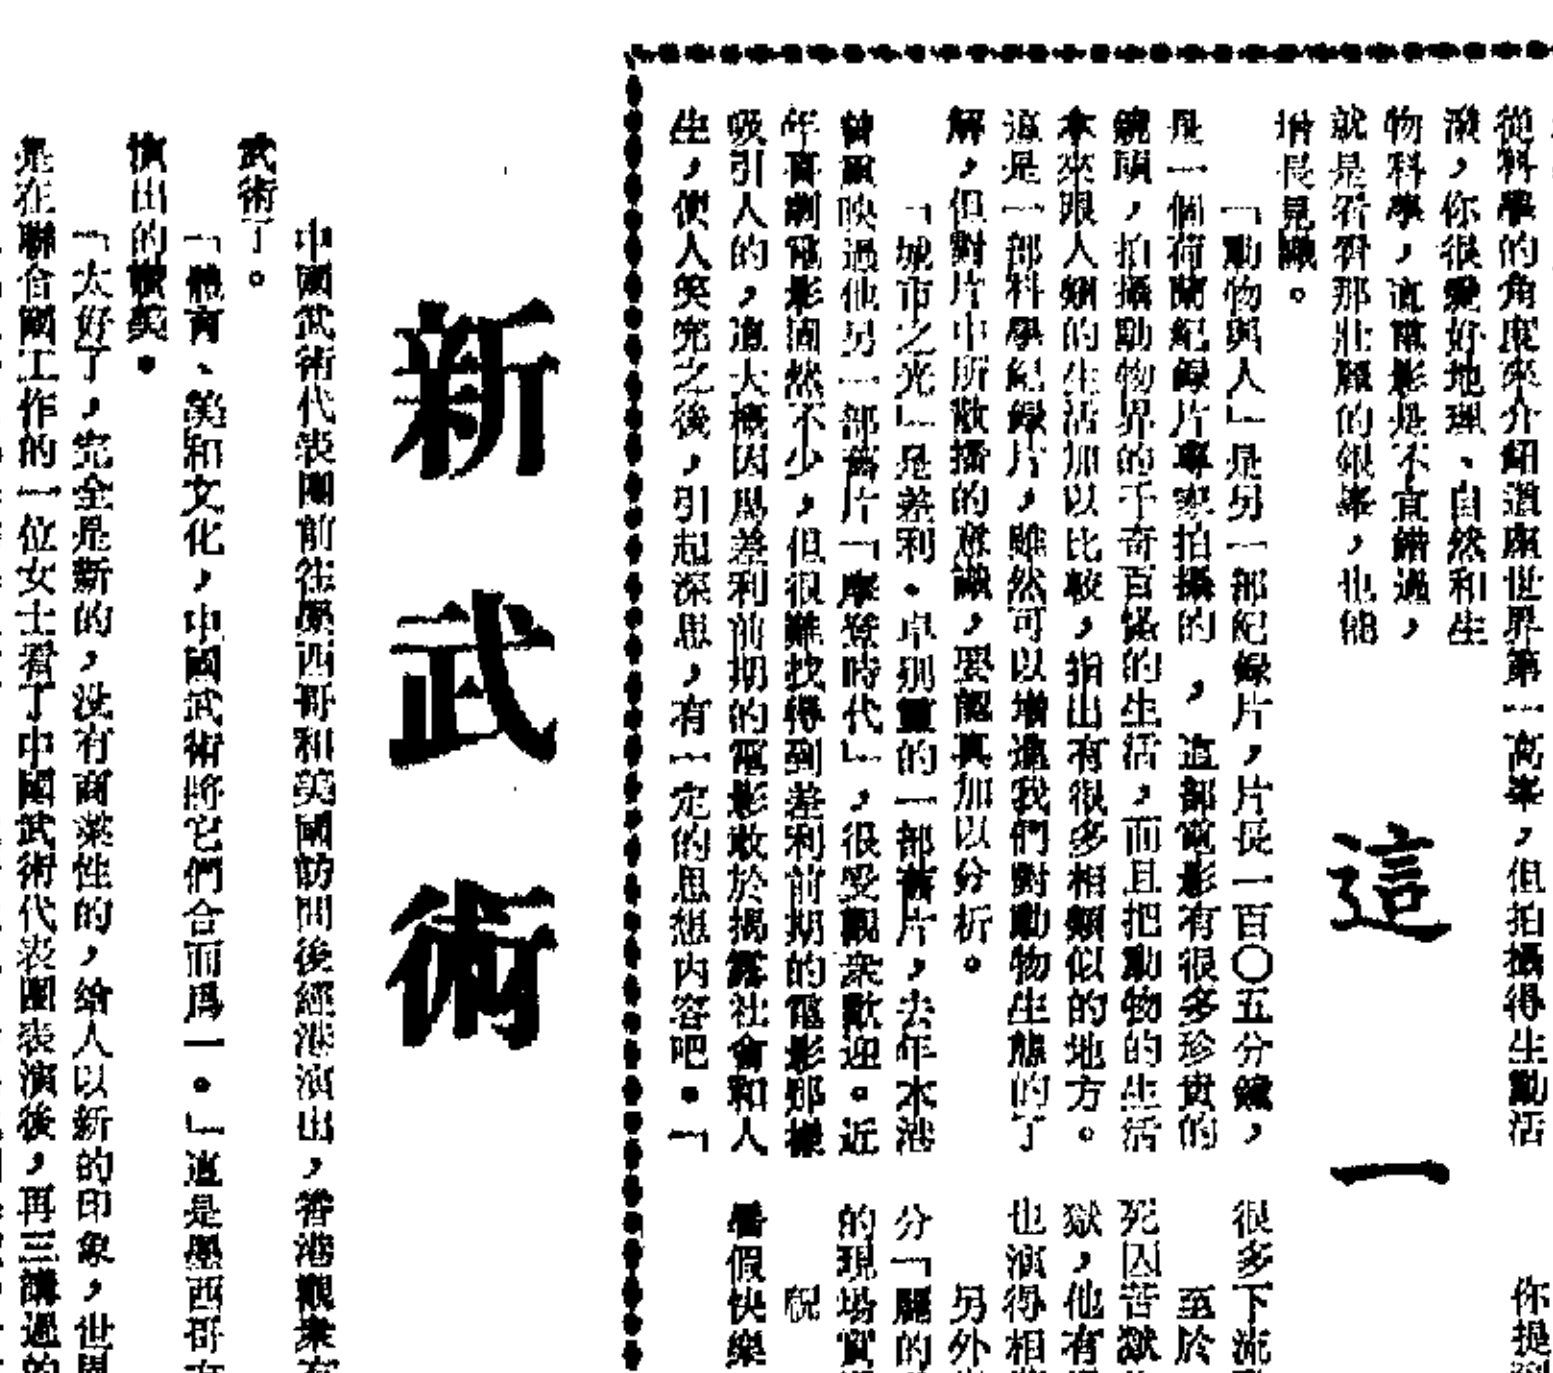 從科學的角度來介紹這座世界第一高峯，但拍攝得生動活
潑，你很愛好地理、自然和生
物科學，這電影是不宜錯過，
就是看看那壯麗的銀峯，也能
增長見識。
「動物與人」是另一部紀錄片，片長一百〇五分鐘，
是一個荷蘭紀錄片專家拍攝的，這部電影有很多珍貴的
鏡頭，拍攝動物界的千奇百怪的生活，而且把動物的生活
拿來跟人類的生活加以比較，指出有很多相類似的地方。
這是一部科學紀錄片，雖然可以增進我們對動物生態的了
解，但對片中所散播的意識，要認真加以分析。
「城市之光」是差利・卓別靈的一部舊片，去年本港
曾重映過他另一部舊片「摩登時代」，很受觀衆歡迎。近
年喜劇電影固然不少，但很難找得到差利前期的電影那樣
吸引人的，這大概因爲差利前期的電影敢於揭露社會和人
生，使人笑完之後，引起深思，有一定的思想内容吧。「
這一
你提到
很多下流
至於
死囚苦獄
獄，他有
也演得相
另外
分「屬的
的現場實
祝
暑假快樂
新武術
中國武術代表團前往墨西哥和美國訪問後經港演出，香港觀衆有
武術了。
「體育、美和文化，中國武術將它們合而爲一。」這是墨西哥
演出的讚美。
「太好了，完全是新的，沒有商業性的，給人以新的印象，世界
是在聯合國工作的一位女士看了中國武術代表團表演後，再三講過的